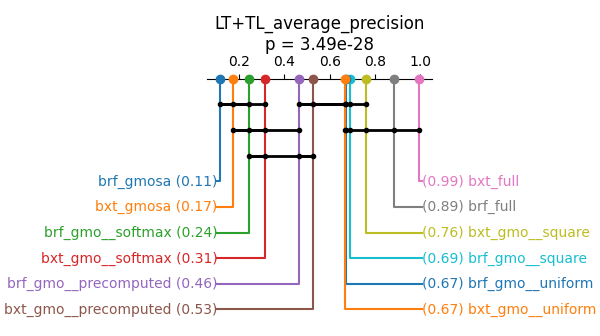 LT+TL_average_precision
p = 3.49e-28
0.2 0.4 0.6 0.8 1.0
brf_gmosa (0.11) (0.99) bxt_full
bxt_gmosa (0.17) (0.89) brf_full
brf_gmo__softmax (0.24) (0.76) bxt_gmo__square
bxt_gmo__softmax (0.31) (0.69) brf_gmo__square
brf_gmo__precomputed (0.46) (0.67) brf_gmo__uniform
bxt_gmo__precomputed (0.53) (0.67) bxt_gmo__uniform